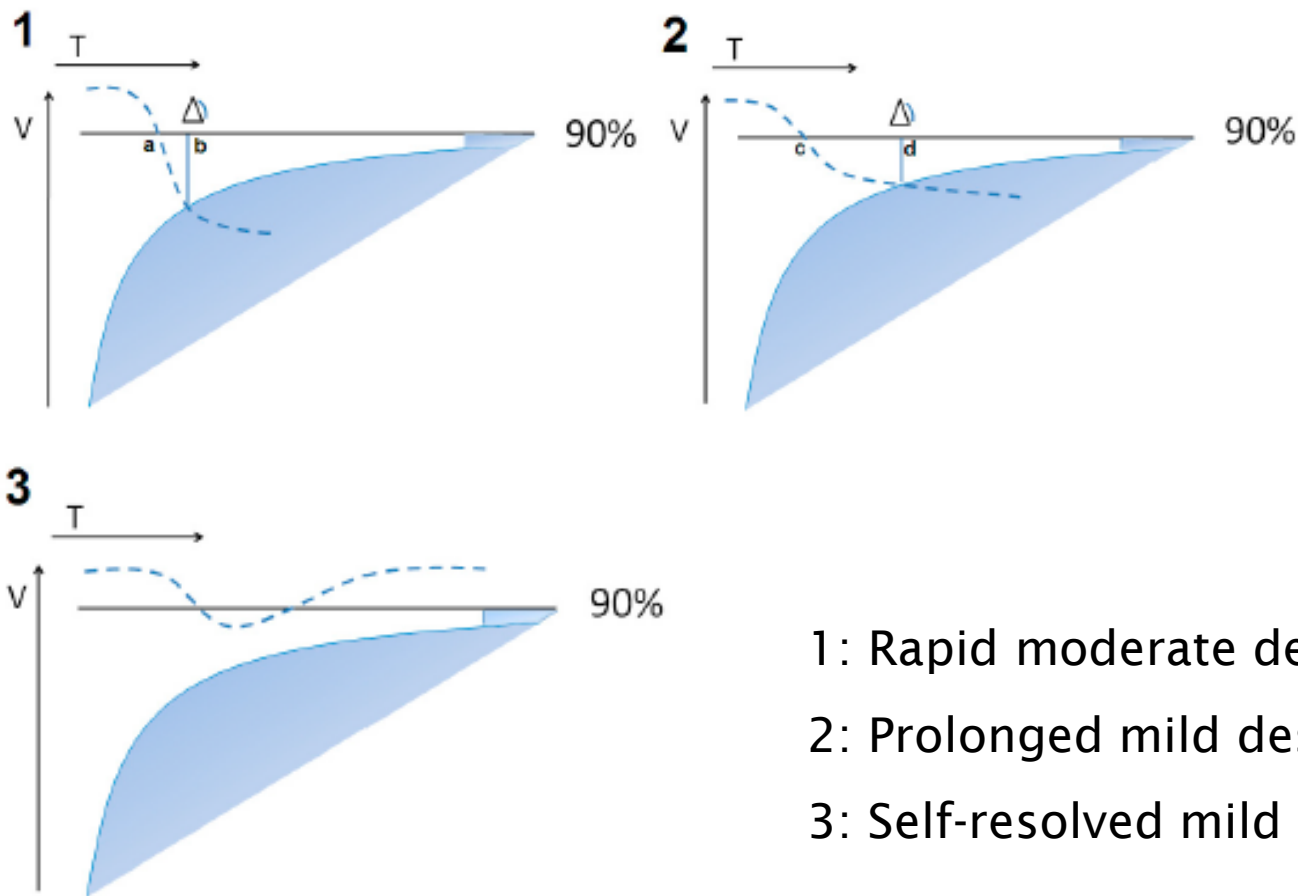 1
T
V
Δ
a b
90%
2
T
V
Δ
c d
90%
3
T
V
90%
1: Rapid moderate de
2: Prolonged mild des
3: Self-resolved mild